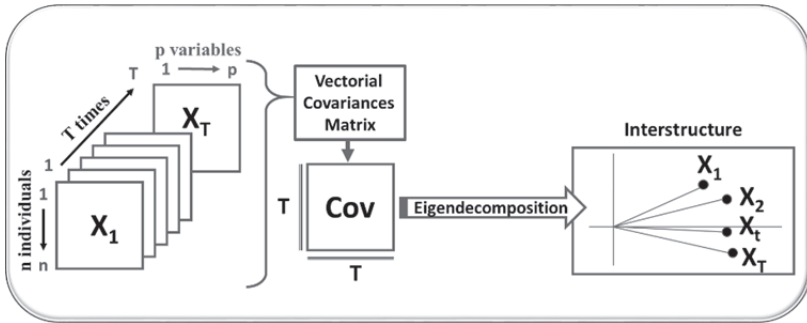 p variables
1 p
T
T times
1
X_T
1
n individuals
n
X_1
Vectorial
Covariances
Matrix
T
Cov
T
Eigendecomposition
Interstructure
X_1
X_2
X_t
X_T